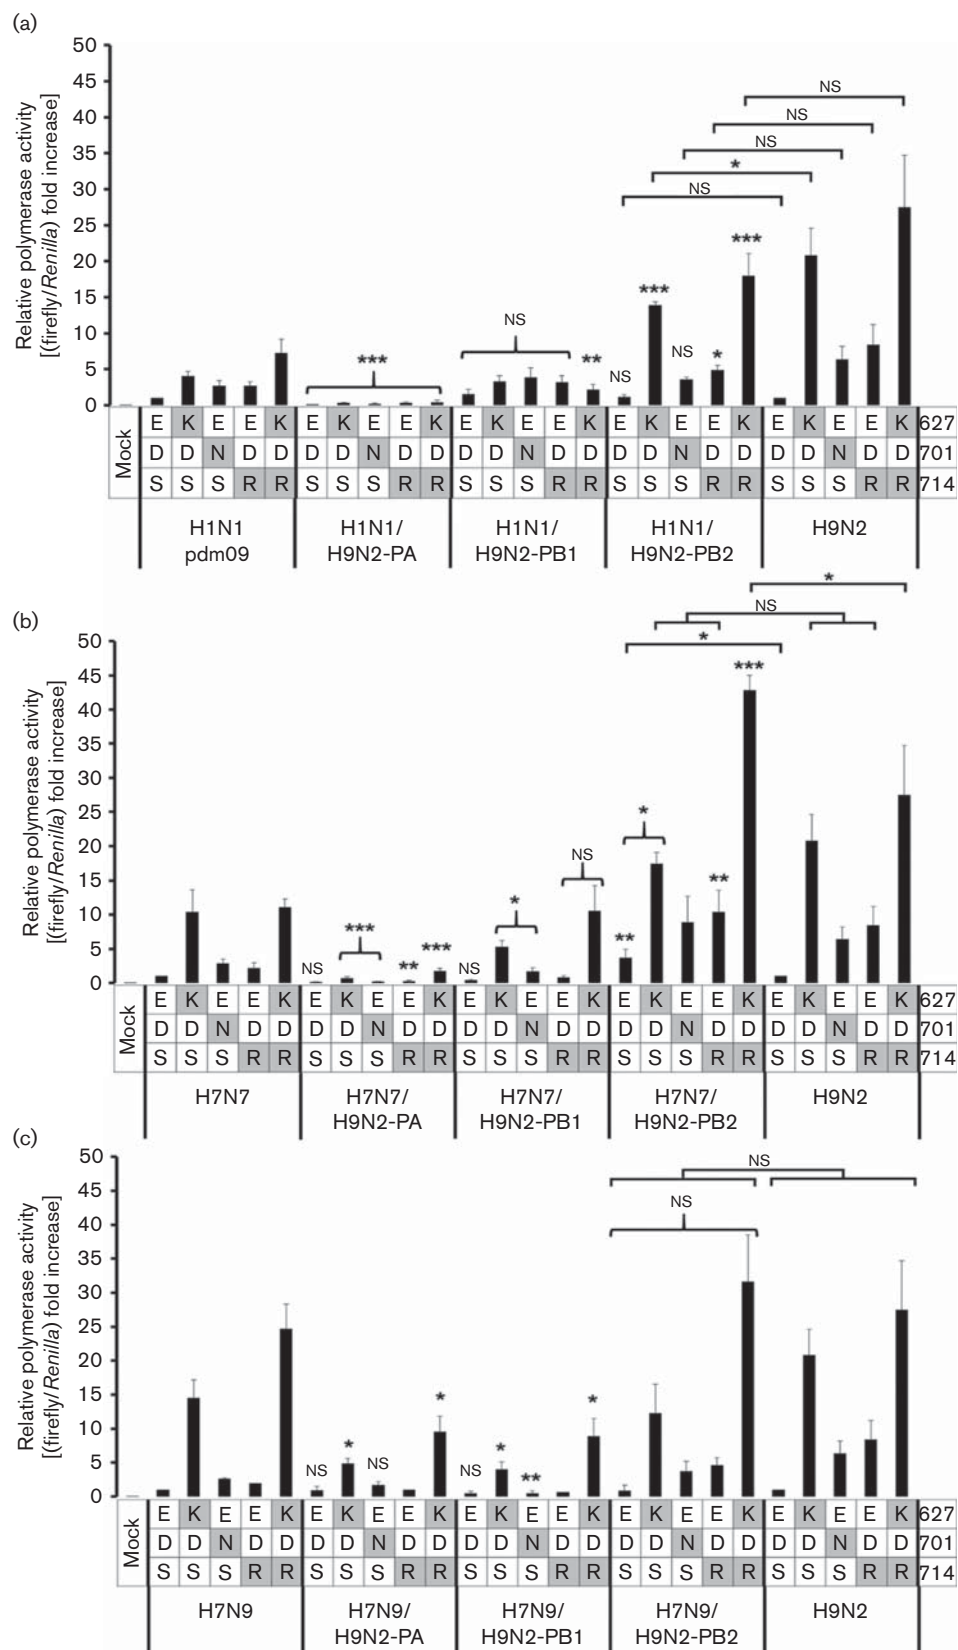 (a)
Relative polymerase activity
[(firefly/Renilla) fold increase]
50
45
40
35
30
25
20
15
10
5
0
NS
NS
NS
*
NS
***
NS
**
NS
***
NS
*
***
Mock
E K E E K E K E E K E K E E K E K E E K E K E E K 627
D D N D D D D N D D D D N D D D D N D D D D N D D 701
S S S R R S S S R R S S S R R S S S R R S S S R R 714
H1N1
pdm09
H1N1/
H9N2-PA
H1N1/
H9N2-PB1
H1N1/
H9N2-PB2
H9N2
(b)
Relative polymerase activity
[(firefly/Renilla) fold increase]
50
45
40
35
30
25
20
15
10
5
0
*
NS
*
NS
***
**
***
NS
*
NS
**
*
**
***
Mock
E K E E K E K E E K E K E E K E K E E K E K E E K 627
D D N D D D D N D D D D N D D D D N D D D D N D D 701
S S S R R S S S R R S S S R R S S S R R S S S R R 714
H7N7
H7N7/
H9N2-PA
H7N7/
H9N2-PB1
H7N7/
H9N2-PB2
H9N2
(c)
Relative polymerase activity
[(firefly/Renilla) fold increase]
50
45
40
35
30
25
20
15
10
5
0
NS
NS
NS
*
NS
*
NS
*
**
*
Mock
E K E E K E K E E K E K E E K E K E E K E K E E K 627
D D N D D D D N D D D D N D D D D N D D D D N D D 701
S S S R R S S S R R S S S R R S S S R R S S S R R 714
H7N9
H7N9/
H9N2-PA
H7N9/
H9N2-PB1
H7N9/
H9N2-PB2
H9N2